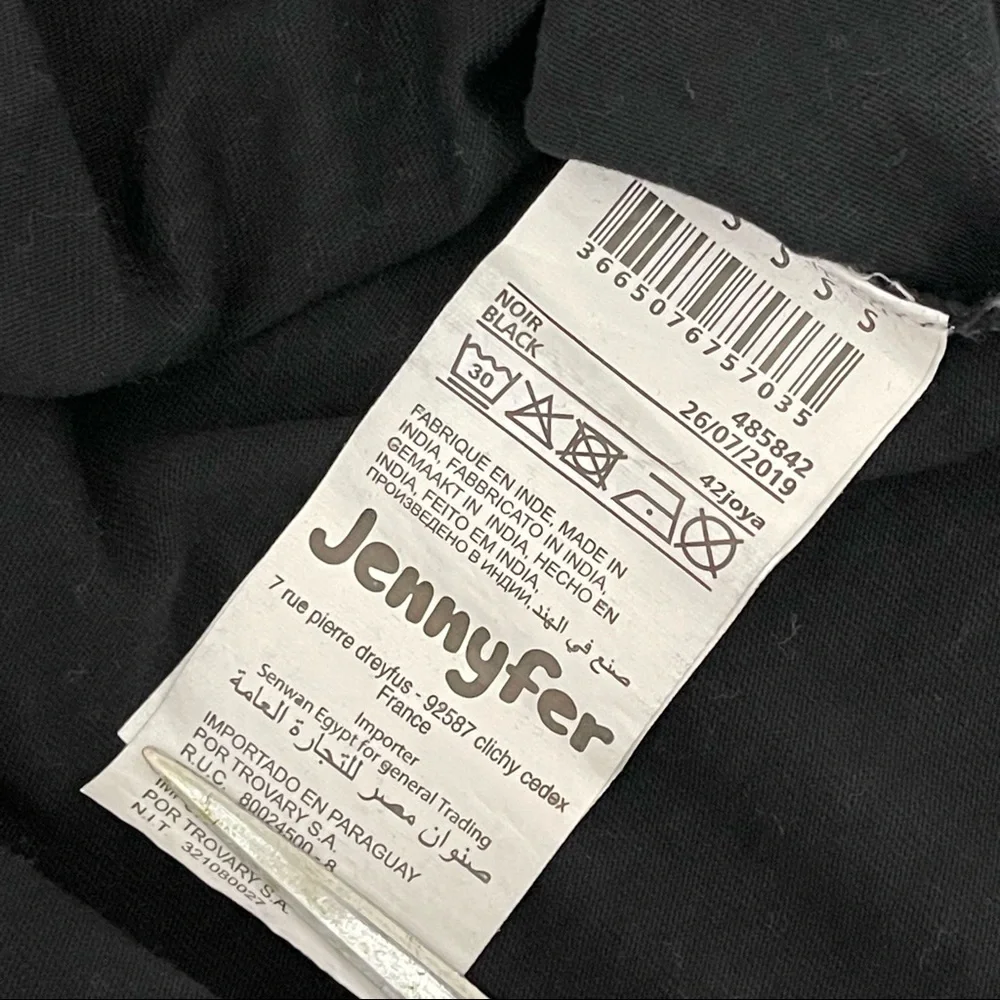 S S S S
3665076757035
NOIR
BLACK
485842
26/07/2019
42joya
30
FABRIQUÉ EN INDE, MADE IN
INDIA, FABBRICATO IN INDIA,
GEMAAKT IN INDIA, HECHO EN
INDIA, FEITO EM INDIA,
ПРОИЗВЕДЕНО В ИНДИИ, صنع في الهند
Jennyfer
7 rue pierre dreyfus - 92587 clichy cedex
France
Importer
Senwan Egypt for general Trading
صنوان مصر للتجارة العامة
IMPORTADO EN PARAGUAY
POR TROVARY S.A.
R.U.C. 80024500-8
POR TROVARY S.A.
N.I.T 321080027